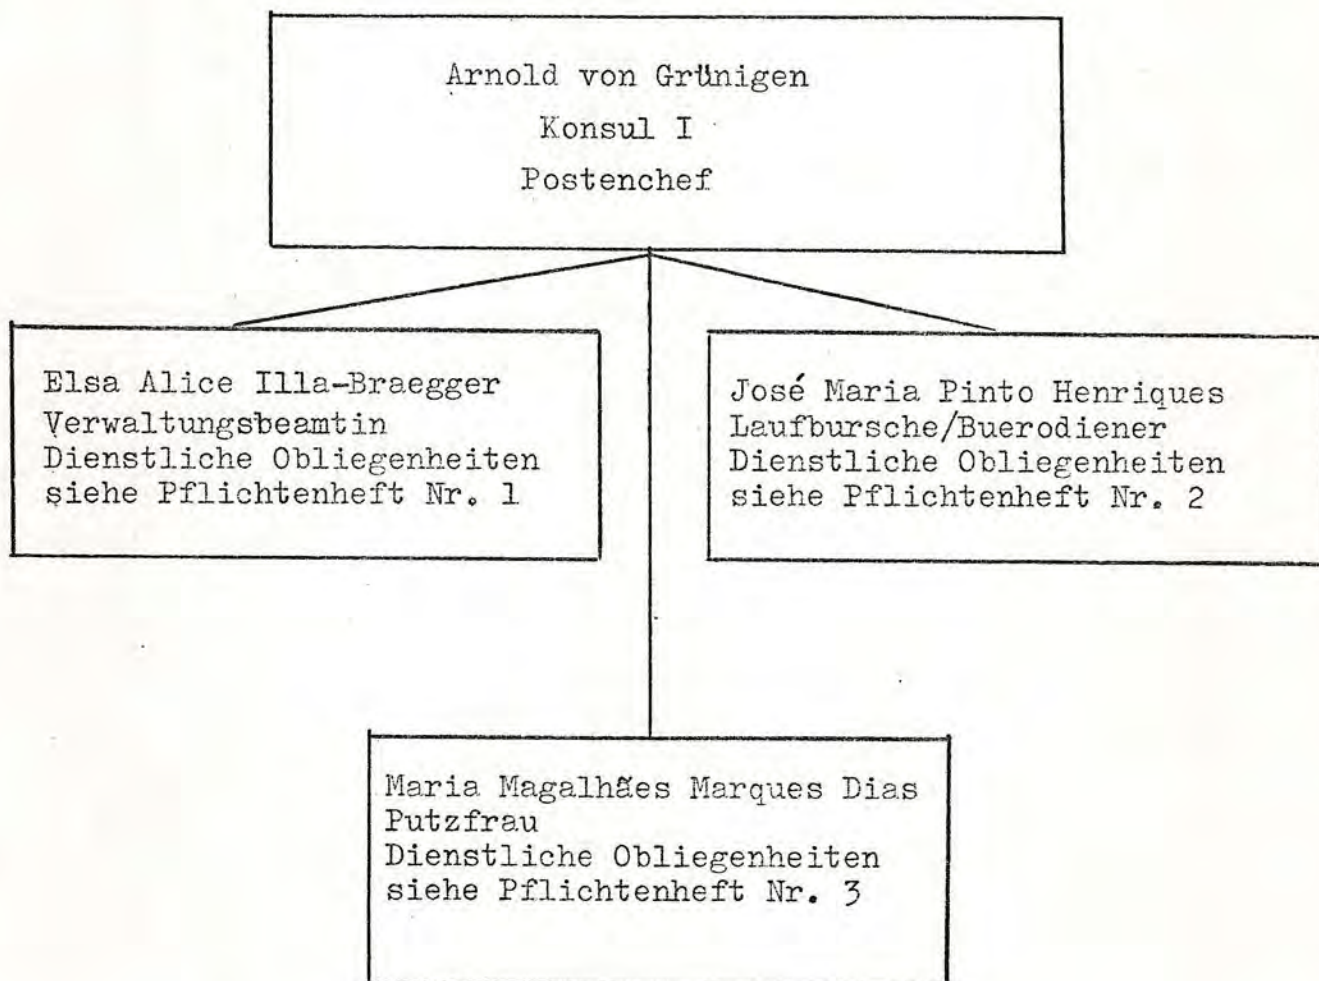 Arnold von Grünigen
Konsul I
Postenchef
Elsa Alice Illa-Braegger
Verwaltungsbeamtin
Dienstliche Obliegenheiten
siehe Pflichtenheft Nr. 1
José Maria Pinto Henriques
Laufbursche/Buerodiener
Dienstliche Obliegenheiten
siehe Pflichtenheft Nr. 2
Maria Magalhães Marques Dias
Putzfrau
Dienstliche Obliegenheiten
siehe Pflichtenheft Nr. 3